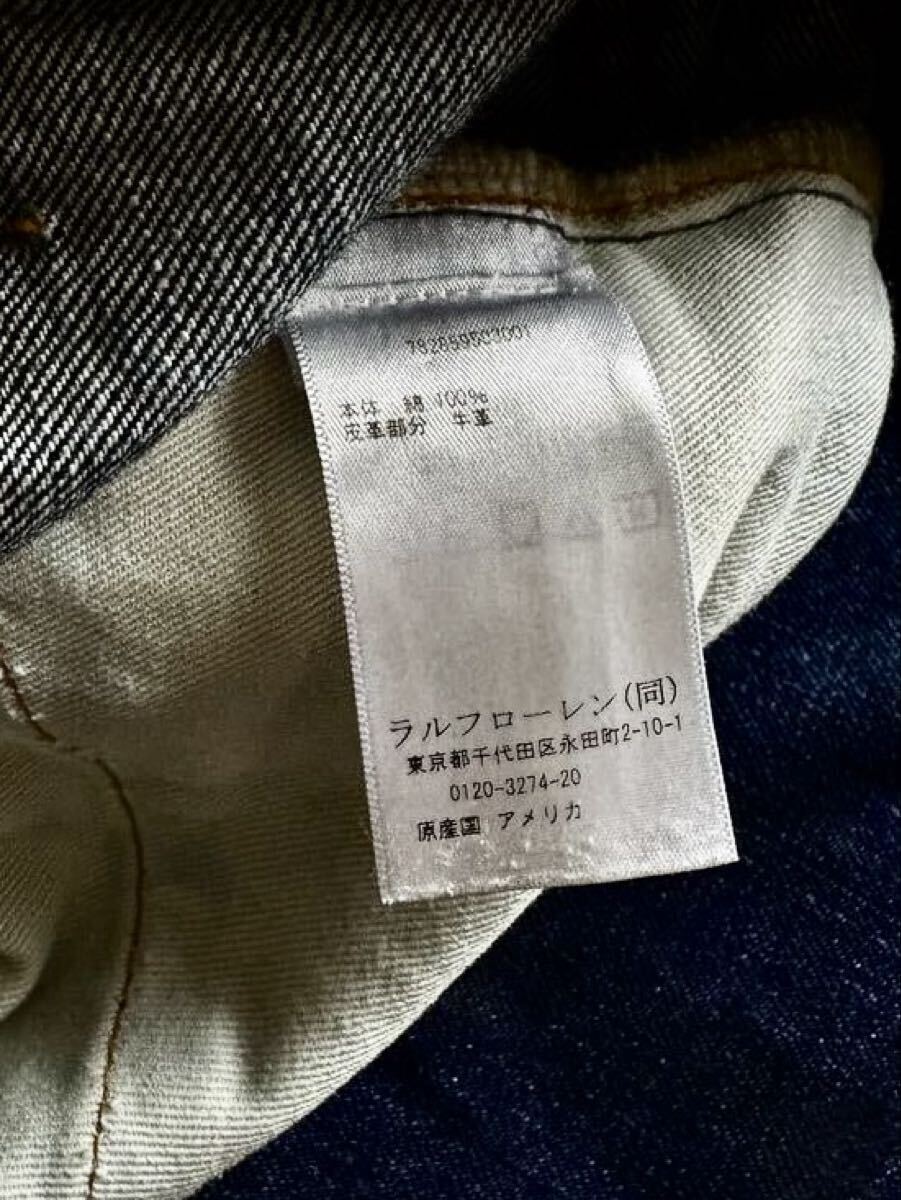 782659503001
本体 綿 100%
皮革部分 牛革
ラルフローレン(同)
東京都千代田区永田町2-10-1
0120-3274-20
原産国 アメリカ